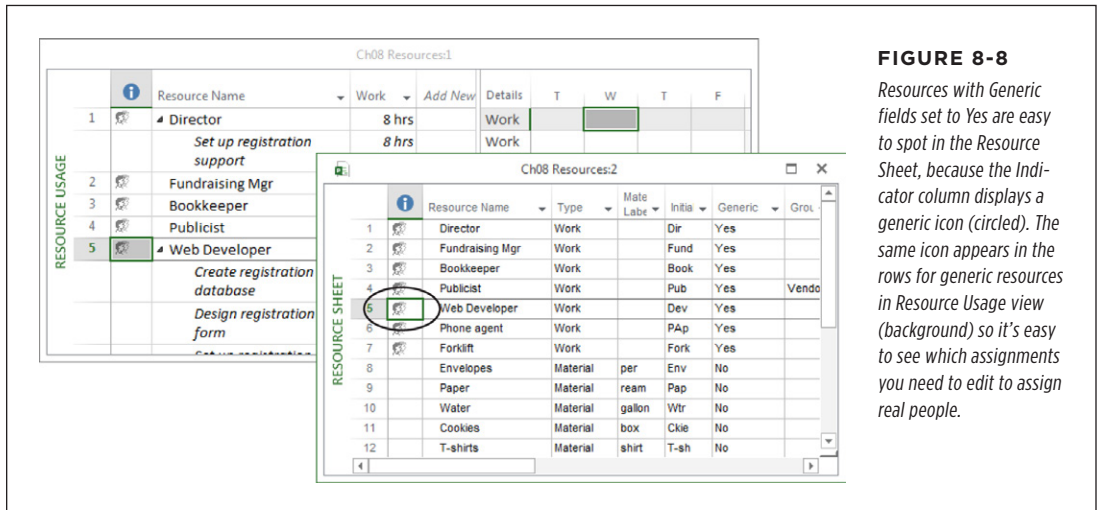 Ch08 Resources:1
Resource Name Work Add New Details T W T F
1 Director 8 hrs Work
Set up registration 8 hrs Work
support
2 Fundraising Mgr
3 Bookkeeper
4 Publicist
5 Web Developer
Create registration
database
Design registration
form
RESOURCE USAGE
Ch08 Resources:2
Resource Name Type Mate Labe Initia Generic Grou
1 Director Work Dir Yes
2 Fundraising Mgr Work Fund Yes
3 Bookkeeper Work Book Yes
4 Publicist Work Pub Yes Vendo
5 Web Developer Work Dev Yes
6 Phone agent Work PAp Yes
7 Forklift Work Fork Yes
8 Envelopes Material per Env No
9 Paper Material ream Pap No
10 Water Material gallon Wtr No
11 Cookies Material box Ckie No
12 T-shirts Material shirt T-sh No
RESOURCE SHEET
FIGURE 8-8
Resources with Generic
fields set to Yes are easy
to spot in the Resource
Sheet, because the Indi-
cator column displays a
generic icon (circled). The
same icon appears in the
rows for generic resources
in Resource Usage view
(background) so it's easy
to see which assignments
you need to edit to assign
real people.